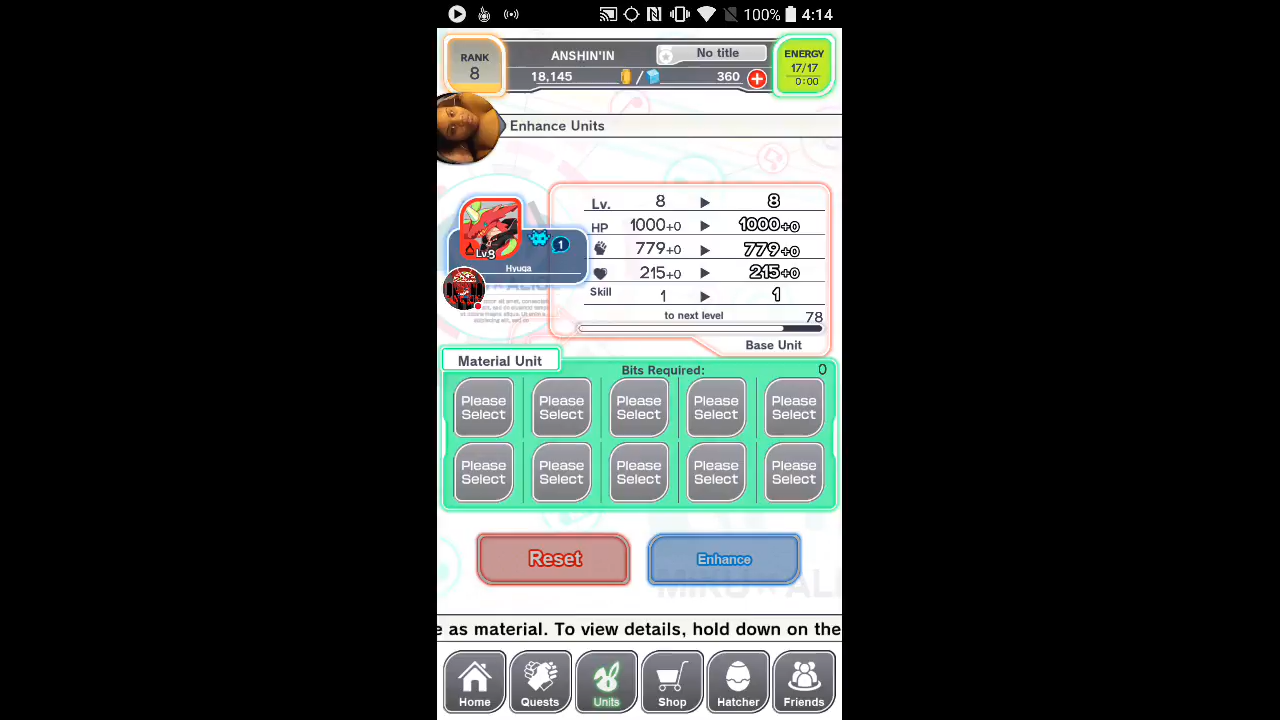 100% 4:14
RANK
8
ANSHIN'IN
No title
18,145 / 360
ENERGY
17/17
0:00
Enhance Units
Lv. 8 8
HP 1000+0 1000+0
779+0 779+0
215+0 215+0
Skill 1 1
to next level 78
Base Unit
Lv.8
1
Hyuga
Material Unit
Bits Required: 0
Please Select Please Select Please Select Please Select Please Select
Please Select Please Select Please Select Please Select Please Select
Reset
Enhance
e as material. To view details, hold down on the
Home Quests Units Shop Hatcher Friends